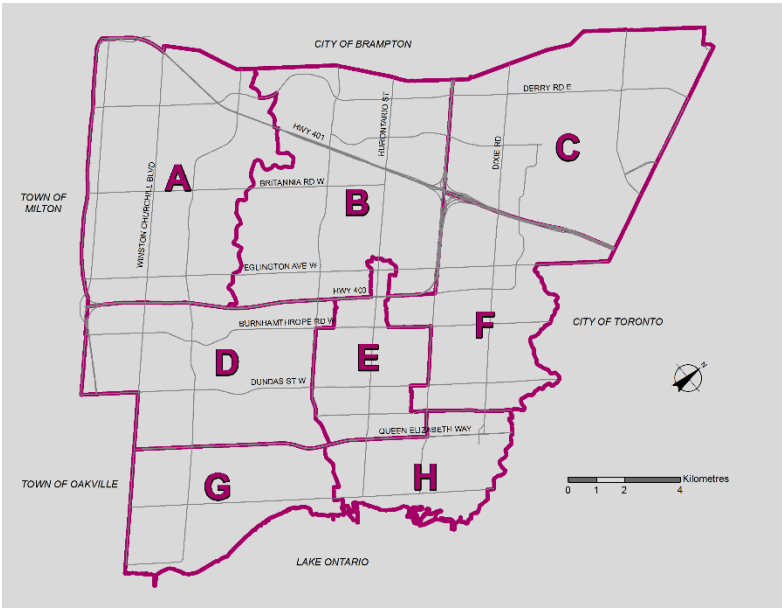 CITY OF BRAMPTON
DERRY RD E
HURONTARIO ST
HWY 401
DIXIE RD
C
A
WINSTON CHURCHILL BLVD
BRITANNIA RD W
B
TOWN OF
MILTON
EGLINGTON AVE W
HWY 403
BURNHAMTHROPE RD W
F
CITY OF TORONTO
D
E
DUNDAS ST W
N
QUEEN ELIZABETH WAY
TOWN OF OAKVILLE
G
H
Kilometres
0 1 2 4
LAKE ONTARIO